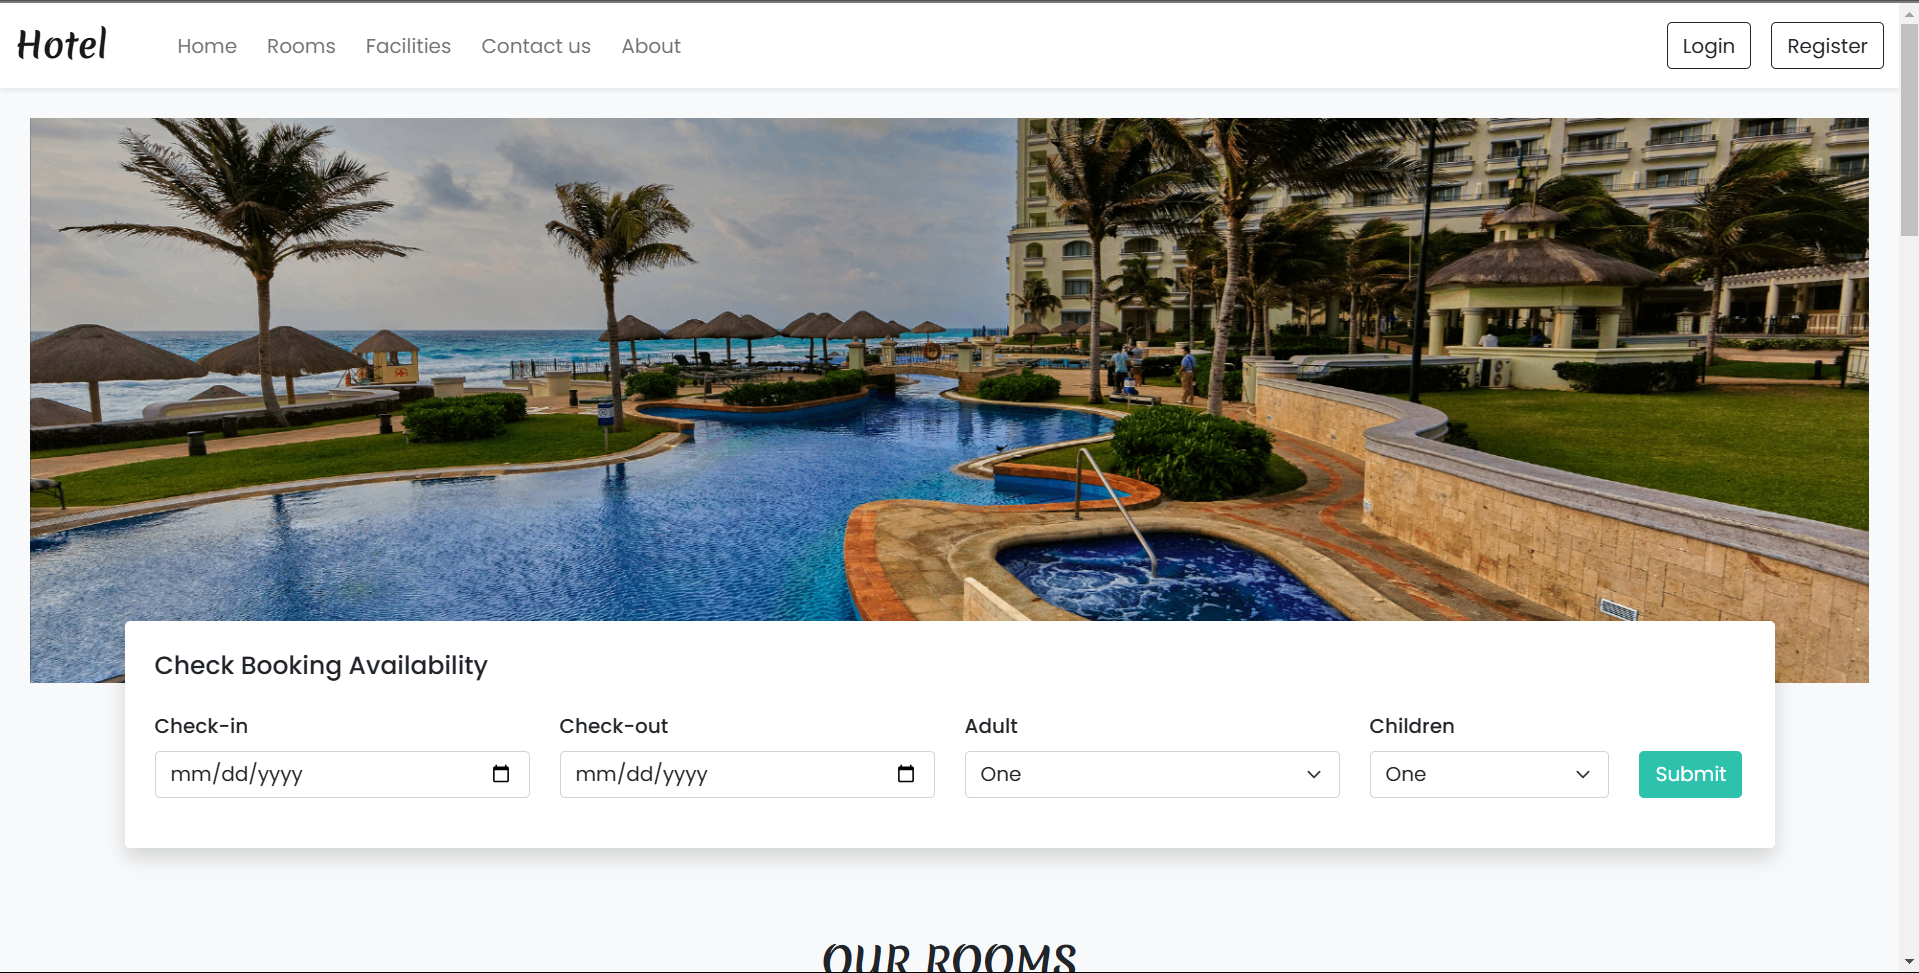 Hotel Home Rooms Facilities Contact us About Login Register
Check Booking Availability
Check-in Check-out Adult Children
mm/dd/yyyy mm/dd/yyyy One One Submit
OUR ROOMS